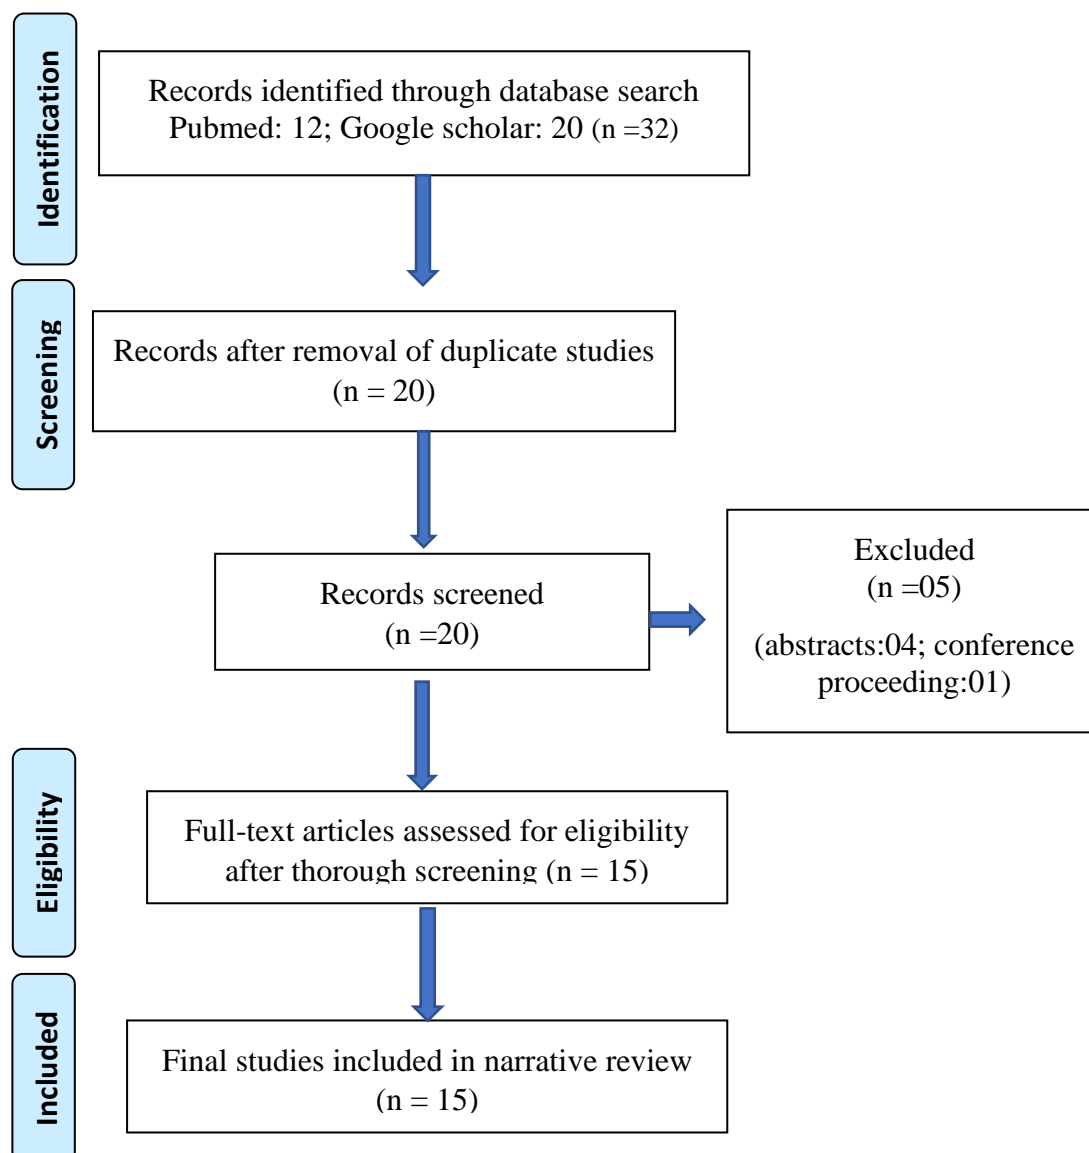 Identification
Records identified through database search
Pubmed: 12; Google scholar: 20 (n =32)
Screening
Records after removal of duplicate studies
(n = 20)
Records screened
(n =20)
Excluded
(n =05)
(abstracts:04; conference
proceeding:01)
Eligibility
Full-text articles assessed for eligibility
after thorough screening (n = 15)
Included
Final studies included in narrative review
(n = 15)